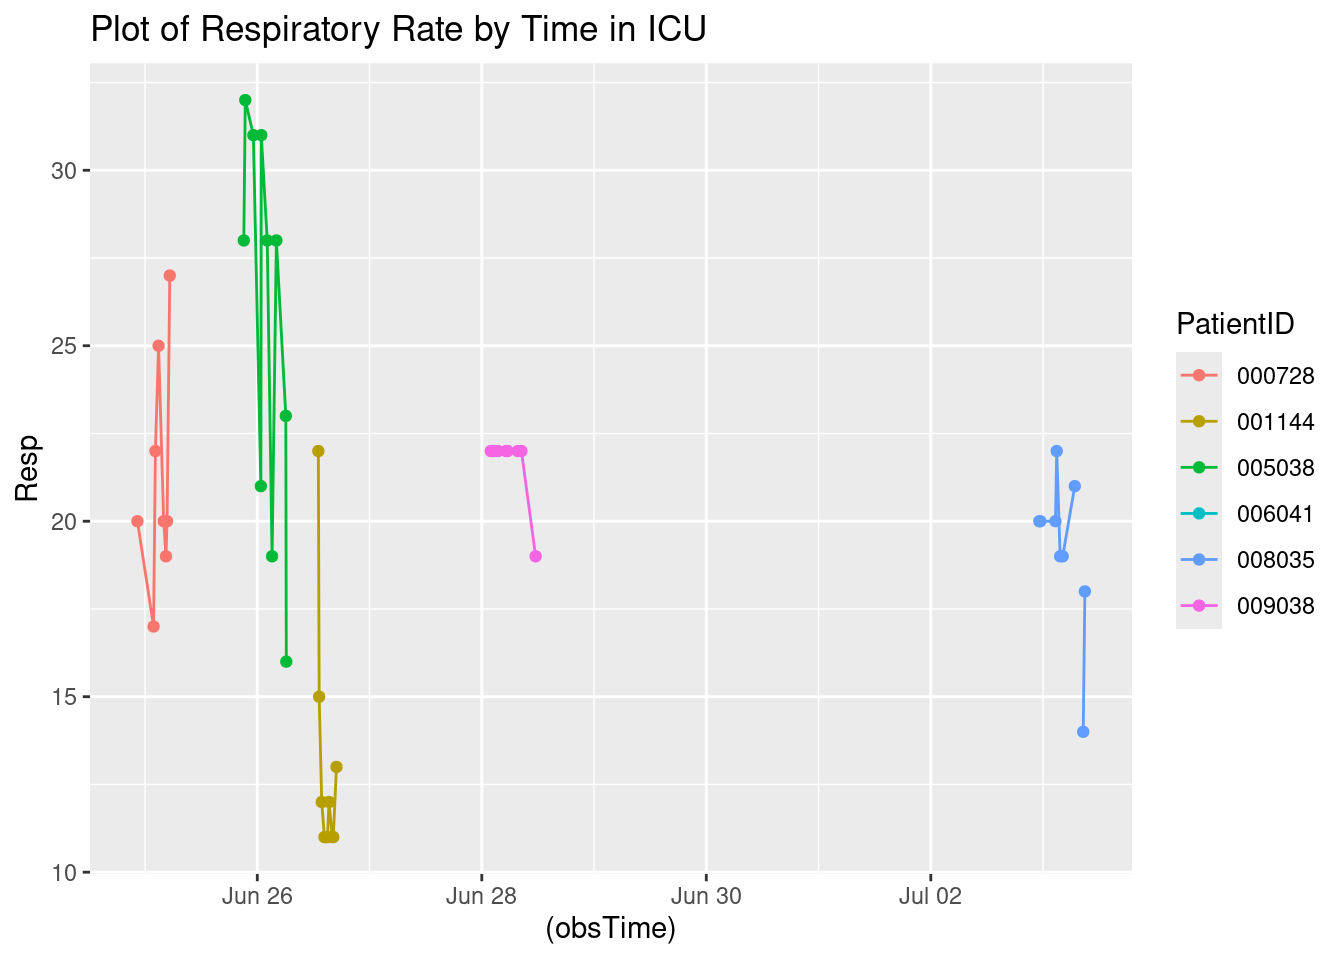 Plot of Respiratory Rate by Time in ICU
Resp
30
25
20
15
10
Jun 26
Jun 28
Jun 30
Jul 02
(obsTime)
PatientID
000728
001144
005038
006041
008035
009038